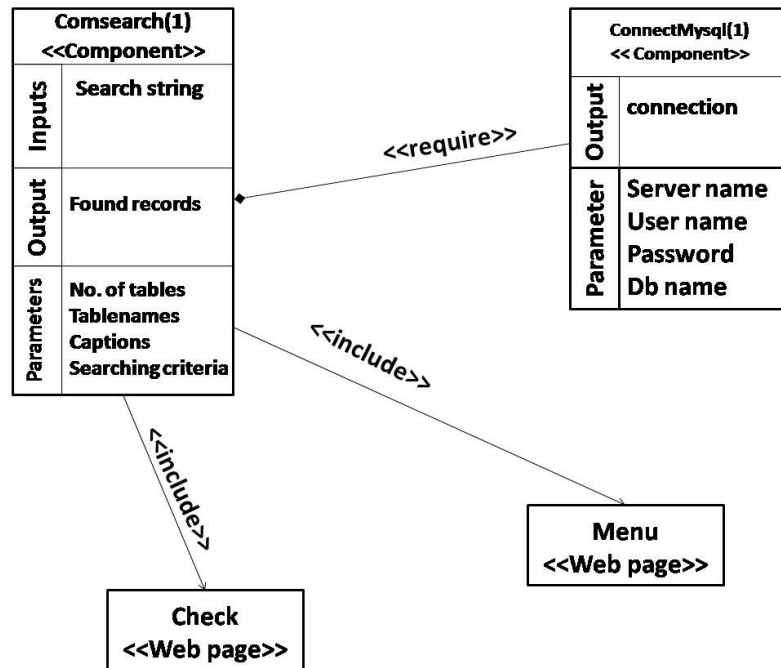 Comsearch(1)
<<Component>>
Inputs
Search string
Output
Found records
Parameters
No. of tables
Tablenames
Captions
Searching criteria
<<require>>
ConnectMysql(1)
<< Component>>
Output
connection
Parameter
Server name
User name
Password
Db name
<<include>>
<<include>>
Menu
<<Web page>>
Check
<<Web page>>